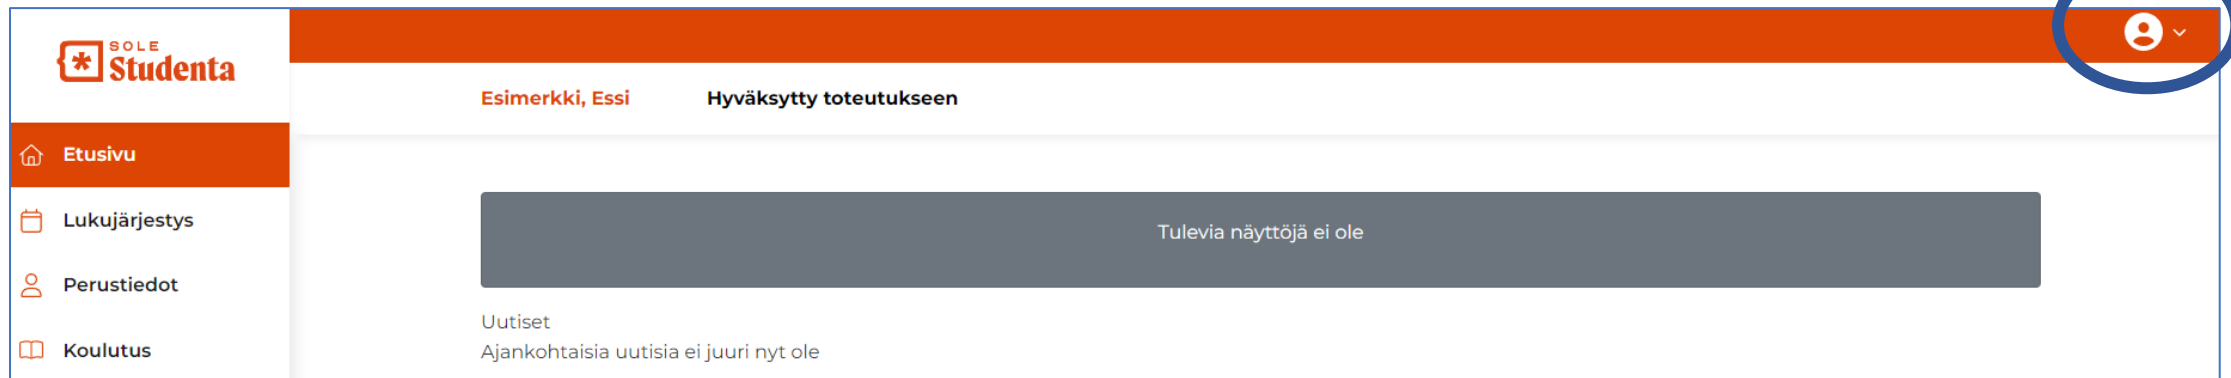 SOLE
Studenta
Esimerkki, Essi Hyväksytty toteutukseen
Etusivu
Lukujärjestys
Perustiedot
Koulutus
Tulevia näyttöjä ei ole
Uutiset
Ajankohtaisia uutisia ei juuri nyt ole